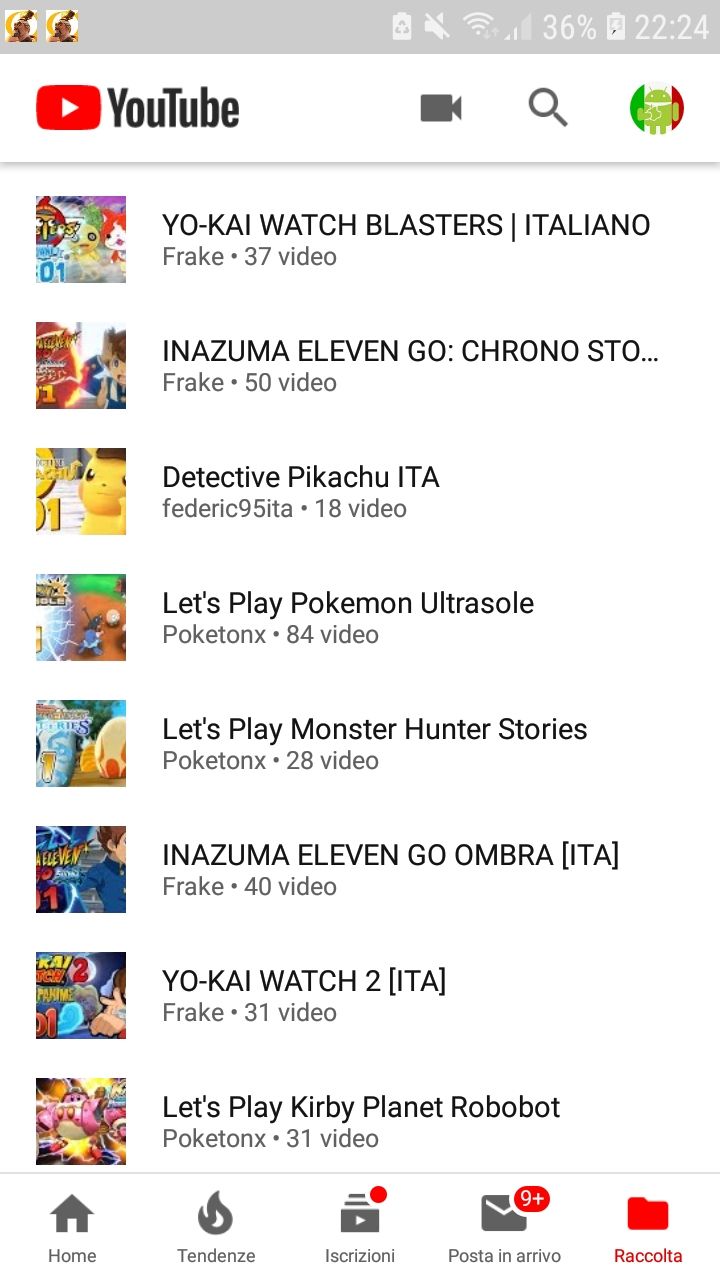 36% 22:24
YouTube
YO-KAI WATCH BLASTERS | ITALIANO
Frake • 37 video
01
INAZUMA ELEVEN GO: CHRONO STO...
Frake • 50 video
Detective Pikachu ITA
federic95ita • 18 video
01
Let's Play Pokemon Ultrasole
Poketonx • 84 video
Let's Play Monster Hunter Stories
Poketonx • 28 video
1
INAZUMA ELEVEN GO OMBRA [ITA]
Frake • 40 video
YO-KAI WATCH 2 [ITA]
Frake • 31 video
Let's Play Kirby Planet Robobot
Poketonx • 31 video
9+
Home Tendenze Iscrizioni Posta in arrivo Raccolta